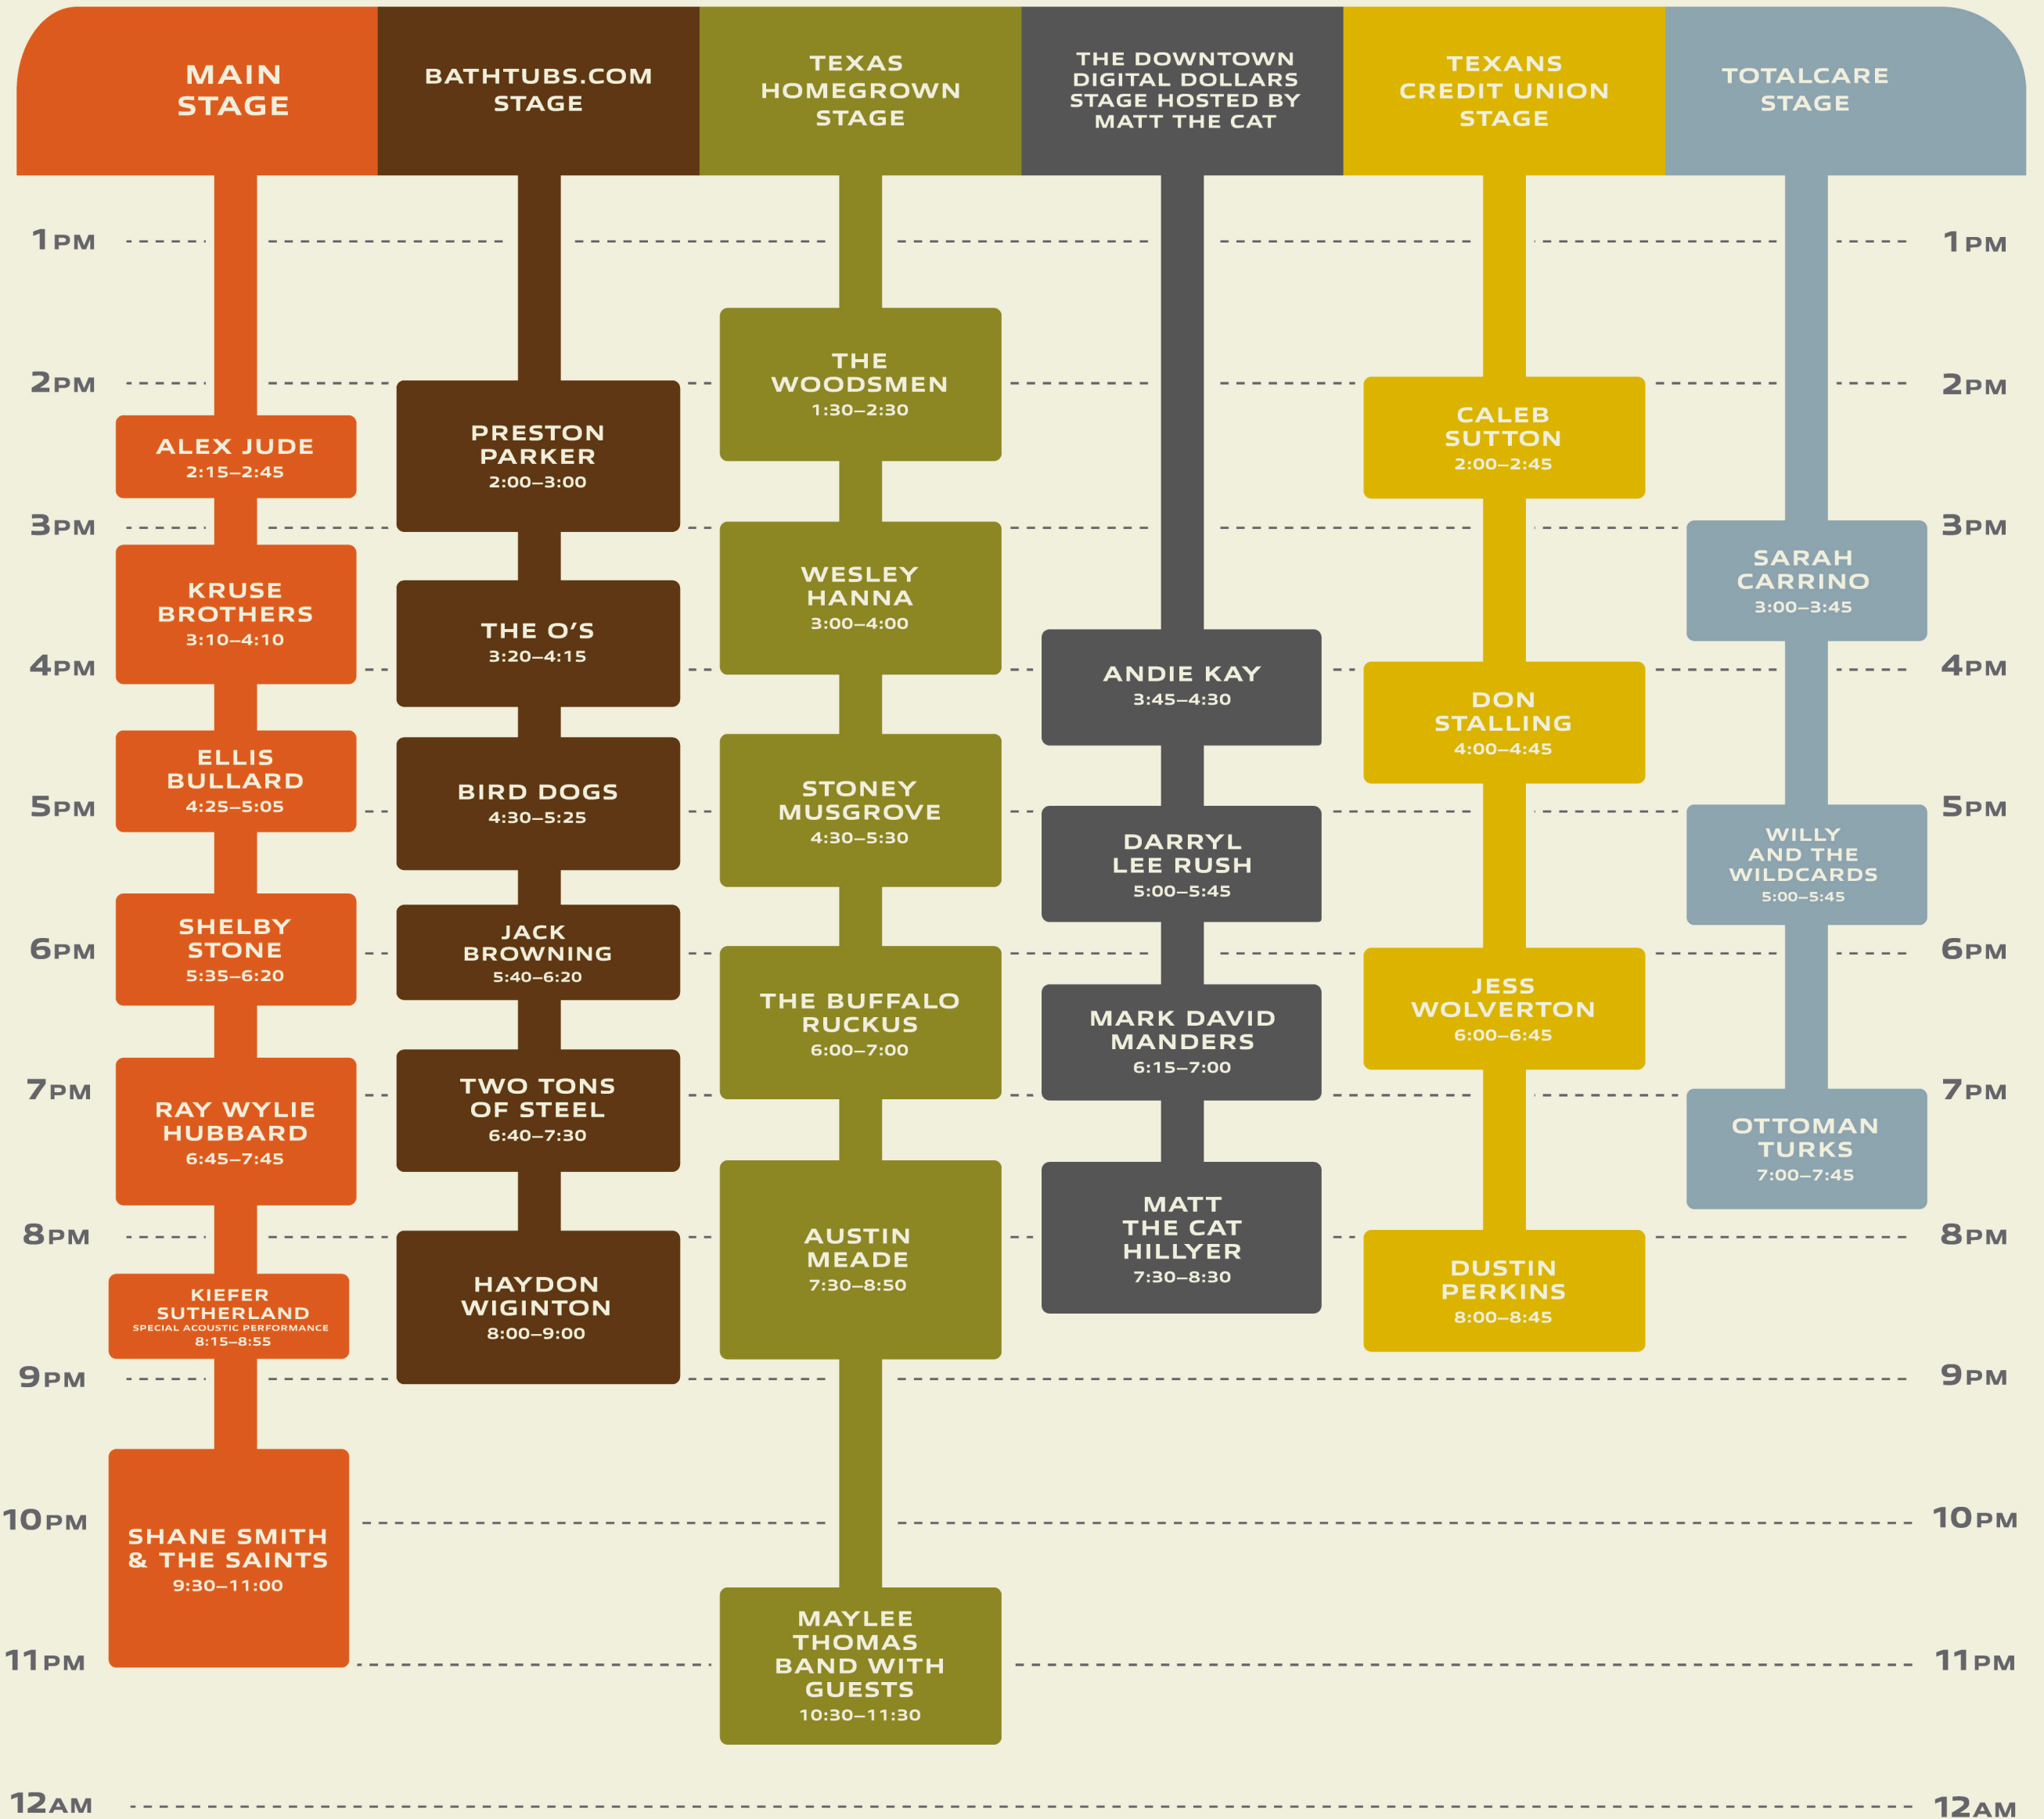 MAIN
STAGE
BATHTUBS.COM
STAGE
TEXAS
HOMEGROWN
STAGE
THE DOWNTOWN
DIGITAL DOLLARS
STAGE HOSTED BY
MATT THE CAT
TEXANS
CREDIT UNION
STAGE
TOTALCARE
STAGE
1PM
2PM
3PM
4PM
5PM
6PM
7PM
8PM
9PM
10PM
11PM
12AM
ALEX JUDE
2:15–2:45
KRUSE
BROTHERS
3:10–4:10
ELLIS
BULLARD
4:25–5:05
SHELBY
STONE
5:35–6:20
RAY WYLIE
HUBBARD
6:45–7:45
KIEFER
SUTHERLAND
SPECIAL ACOUSTIC PERFORMANCE
8:15–8:55
SHANE SMITH
& THE SAINTS
9:30–11:00
PRESTON
PARKER
2:00–3:00
THE O’S
3:20–4:15
BIRD DOGS
4:30–5:25
JACK
BROWNING
5:40–6:20
TWO TONS
OF STEEL
6:40–7:30
HAYDON
WIGINTON
8:00–9:00
THE
WOODSMEN
1:30–2:30
WESLEY
HANNA
3:00–4:00
STONEY
MUSGROVE
4:30–5:30
THE BUFFALO
RUCKUS
6:00–7:00
AUSTIN
MEADE
7:30–8:50
MAYLEE
THOMAS
BAND WITH
GUESTS
10:30–11:30
ANDIE KAY
3:45–4:30
DARRYL
LEE RUSH
5:00–5:45
MARK DAVID
MANDERS
6:15–7:00
MATT
THE CAT
HILLYER
7:30–8:30
CALEB
SUTTON
2:00–2:45
DON
STALLING
4:00–4:45
JESS
WOLVERTON
6:00–6:45
DUSTIN
PERKINS
8:00–8:45
SARAH
CARRINO
3:00–3:45
WILLY
AND THE
WILDCARDS
5:00–5:45
OTTOMAN
TURKS
7:00–7:45
1PM
2PM
3PM
4PM
5PM
6PM
7PM
8PM
9PM
10PM
11PM
12AM